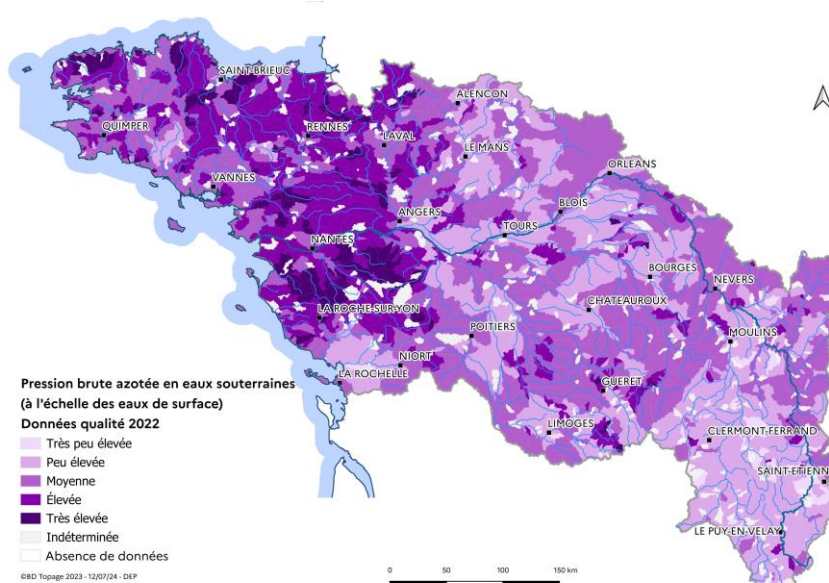 SAINT-BRIEUC
ALENCON
QUIMPER
RENNES
LAVAL
LE MANS
ORLEANS
VANNES
BLOIS
ANGERS
TOURS
NANTES
BOURGES
NEVERS
CHATEAUROUX
LA ROCHE-SUR-YON
POITIERS
MOULINS
NIORT
LA ROCHELLE
GUERET
LIMOGES
CLERMONT-FERRAND
SAINT-ETIENN
LE PUY-EN-VELAY
Pression brute azotée en eaux souterraines
(à l'échelle des eaux de surface)
Données qualité 2022
Très peu élevée
Peu élevée
Moyenne
Élevée
Très élevée
Indéterminée
Absence de données
©BD Topage 2023 - 12/07/24 - DEP
0 50 100 150 km